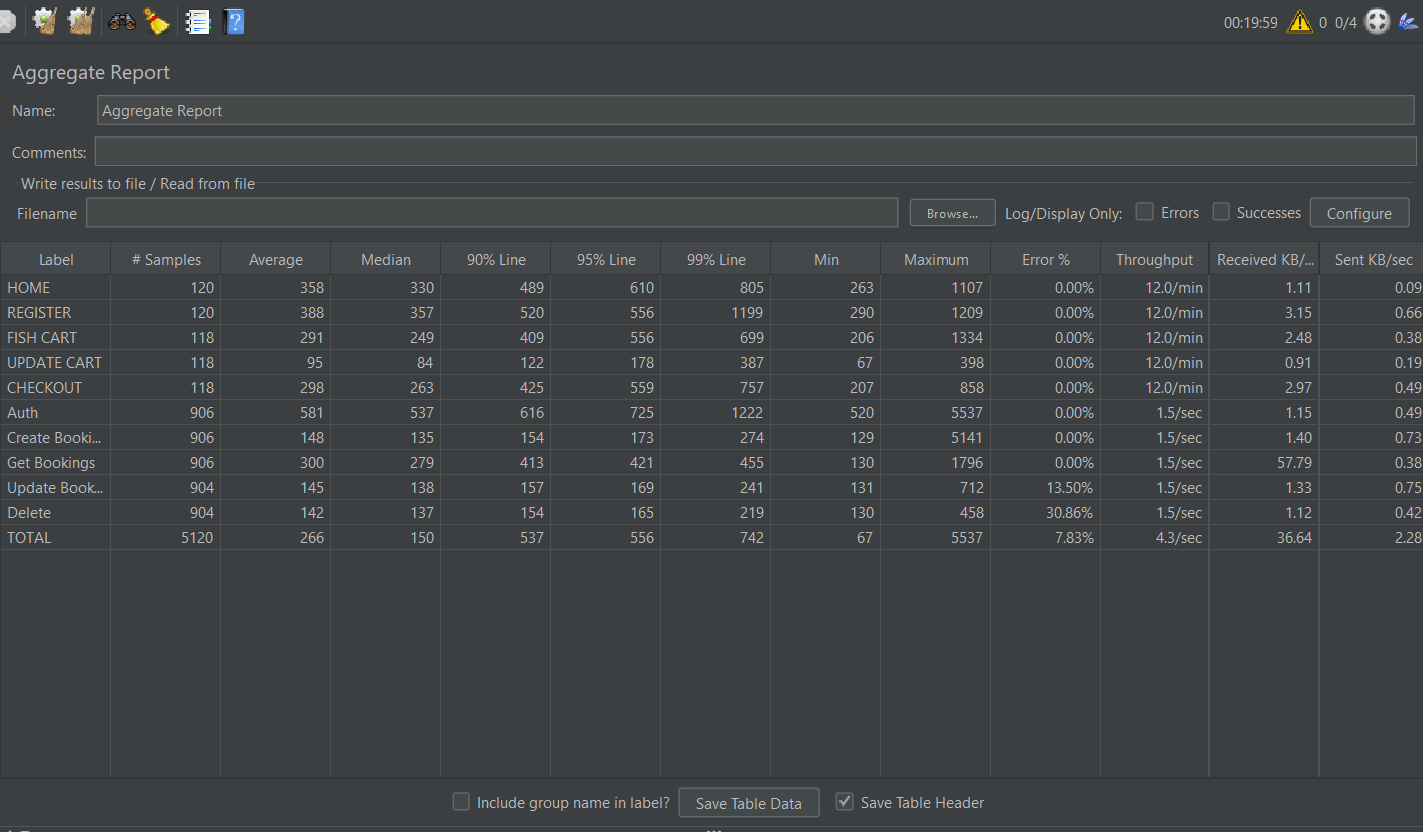 00:19:59 0 0/4
Aggregate Report
Name: Aggregate Report
Comments:
Write results to file / Read from file
Filename Browse... Log/Display Only: Errors Successes Configure
Label # Samples Average Median 90% Line 95% Line 99% Line Min Maximum Error % Throughput Received KB/... Sent KB/sec
HOME 120 358 330 489 610 805 263 1107 0.00% 12.0/min 1.11 0.09
REGISTER 120 388 357 520 556 1199 290 1209 0.00% 12.0/min 3.15 0.66
FISH CART 118 291 249 409 556 699 206 1334 0.00% 12.0/min 2.48 0.38
UPDATE CART 118 95 84 122 178 387 67 398 0.00% 12.0/min 0.91 0.19
CHECKOUT 118 298 263 425 559 757 207 858 0.00% 12.0/min 2.97 0.49
Auth 906 581 537 616 725 1222 520 5537 0.00% 1.5/sec 1.15 0.49
Create Booki... 906 148 135 154 173 274 129 5141 0.00% 1.5/sec 1.40 0.73
Get Bookings 906 300 279 413 421 455 130 1796 0.00% 1.5/sec 57.79 0.38
Update Book... 904 145 138 157 169 241 131 712 13.50% 1.5/sec 1.33 0.75
Delete 904 142 137 154 165 219 130 458 30.86% 1.5/sec 1.12 0.42
TOTAL 5120 266 150 537 556 742 67 5537 7.83% 4.3/sec 36.64 2.28
Include group name in label? Save Table Data Save Table Header